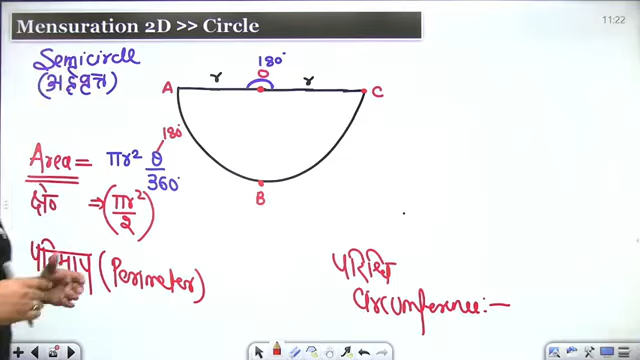 Mensuration 2D >> Circle
11:22
Semicircle
(अर्द्धवृत्त)
180°
O
r r
A C
B
180°
Area = πr² θ/360°
क्षे० ⇒ (πr²/2)
परिमाप (Perimeter)
परिधि
Circumference:-